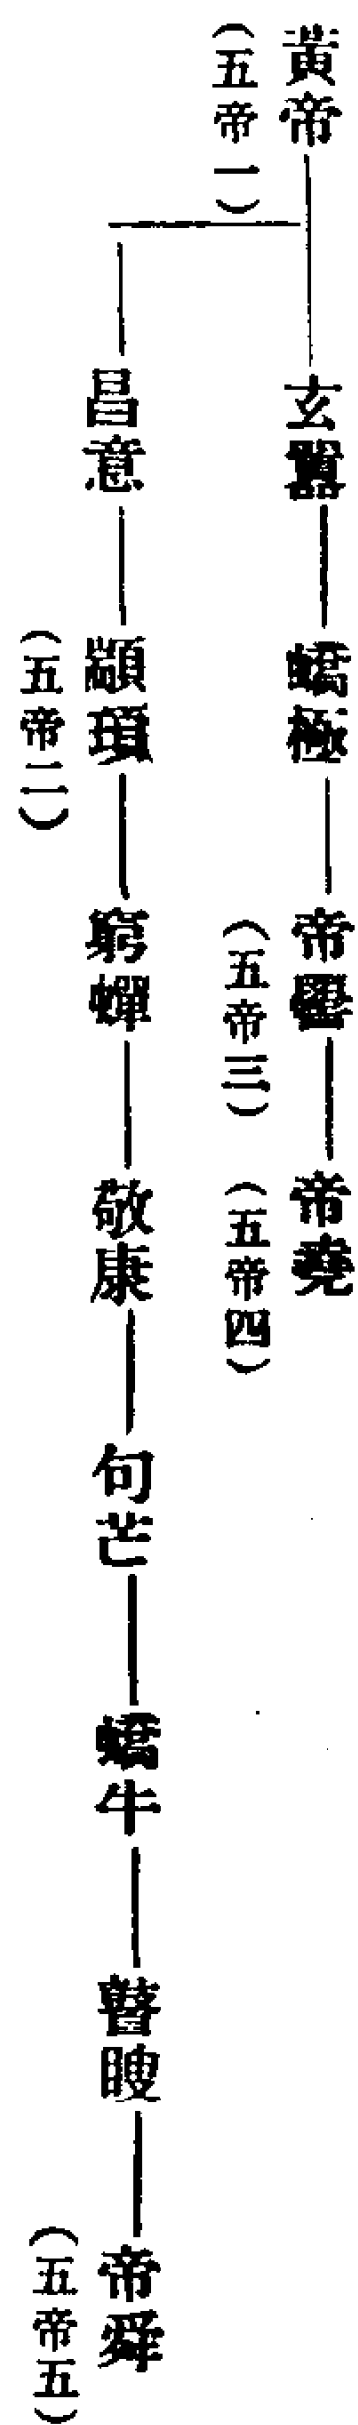 黃帝
(五帝一)
玄囂
蟜極
帝嚳
(五帝三)
帝堯
(五帝四)
昌意
顓頊
(五帝二)
窮蟬
敬康
句芒
蟜牛
瞽瞍
帝舜
(五帝五)